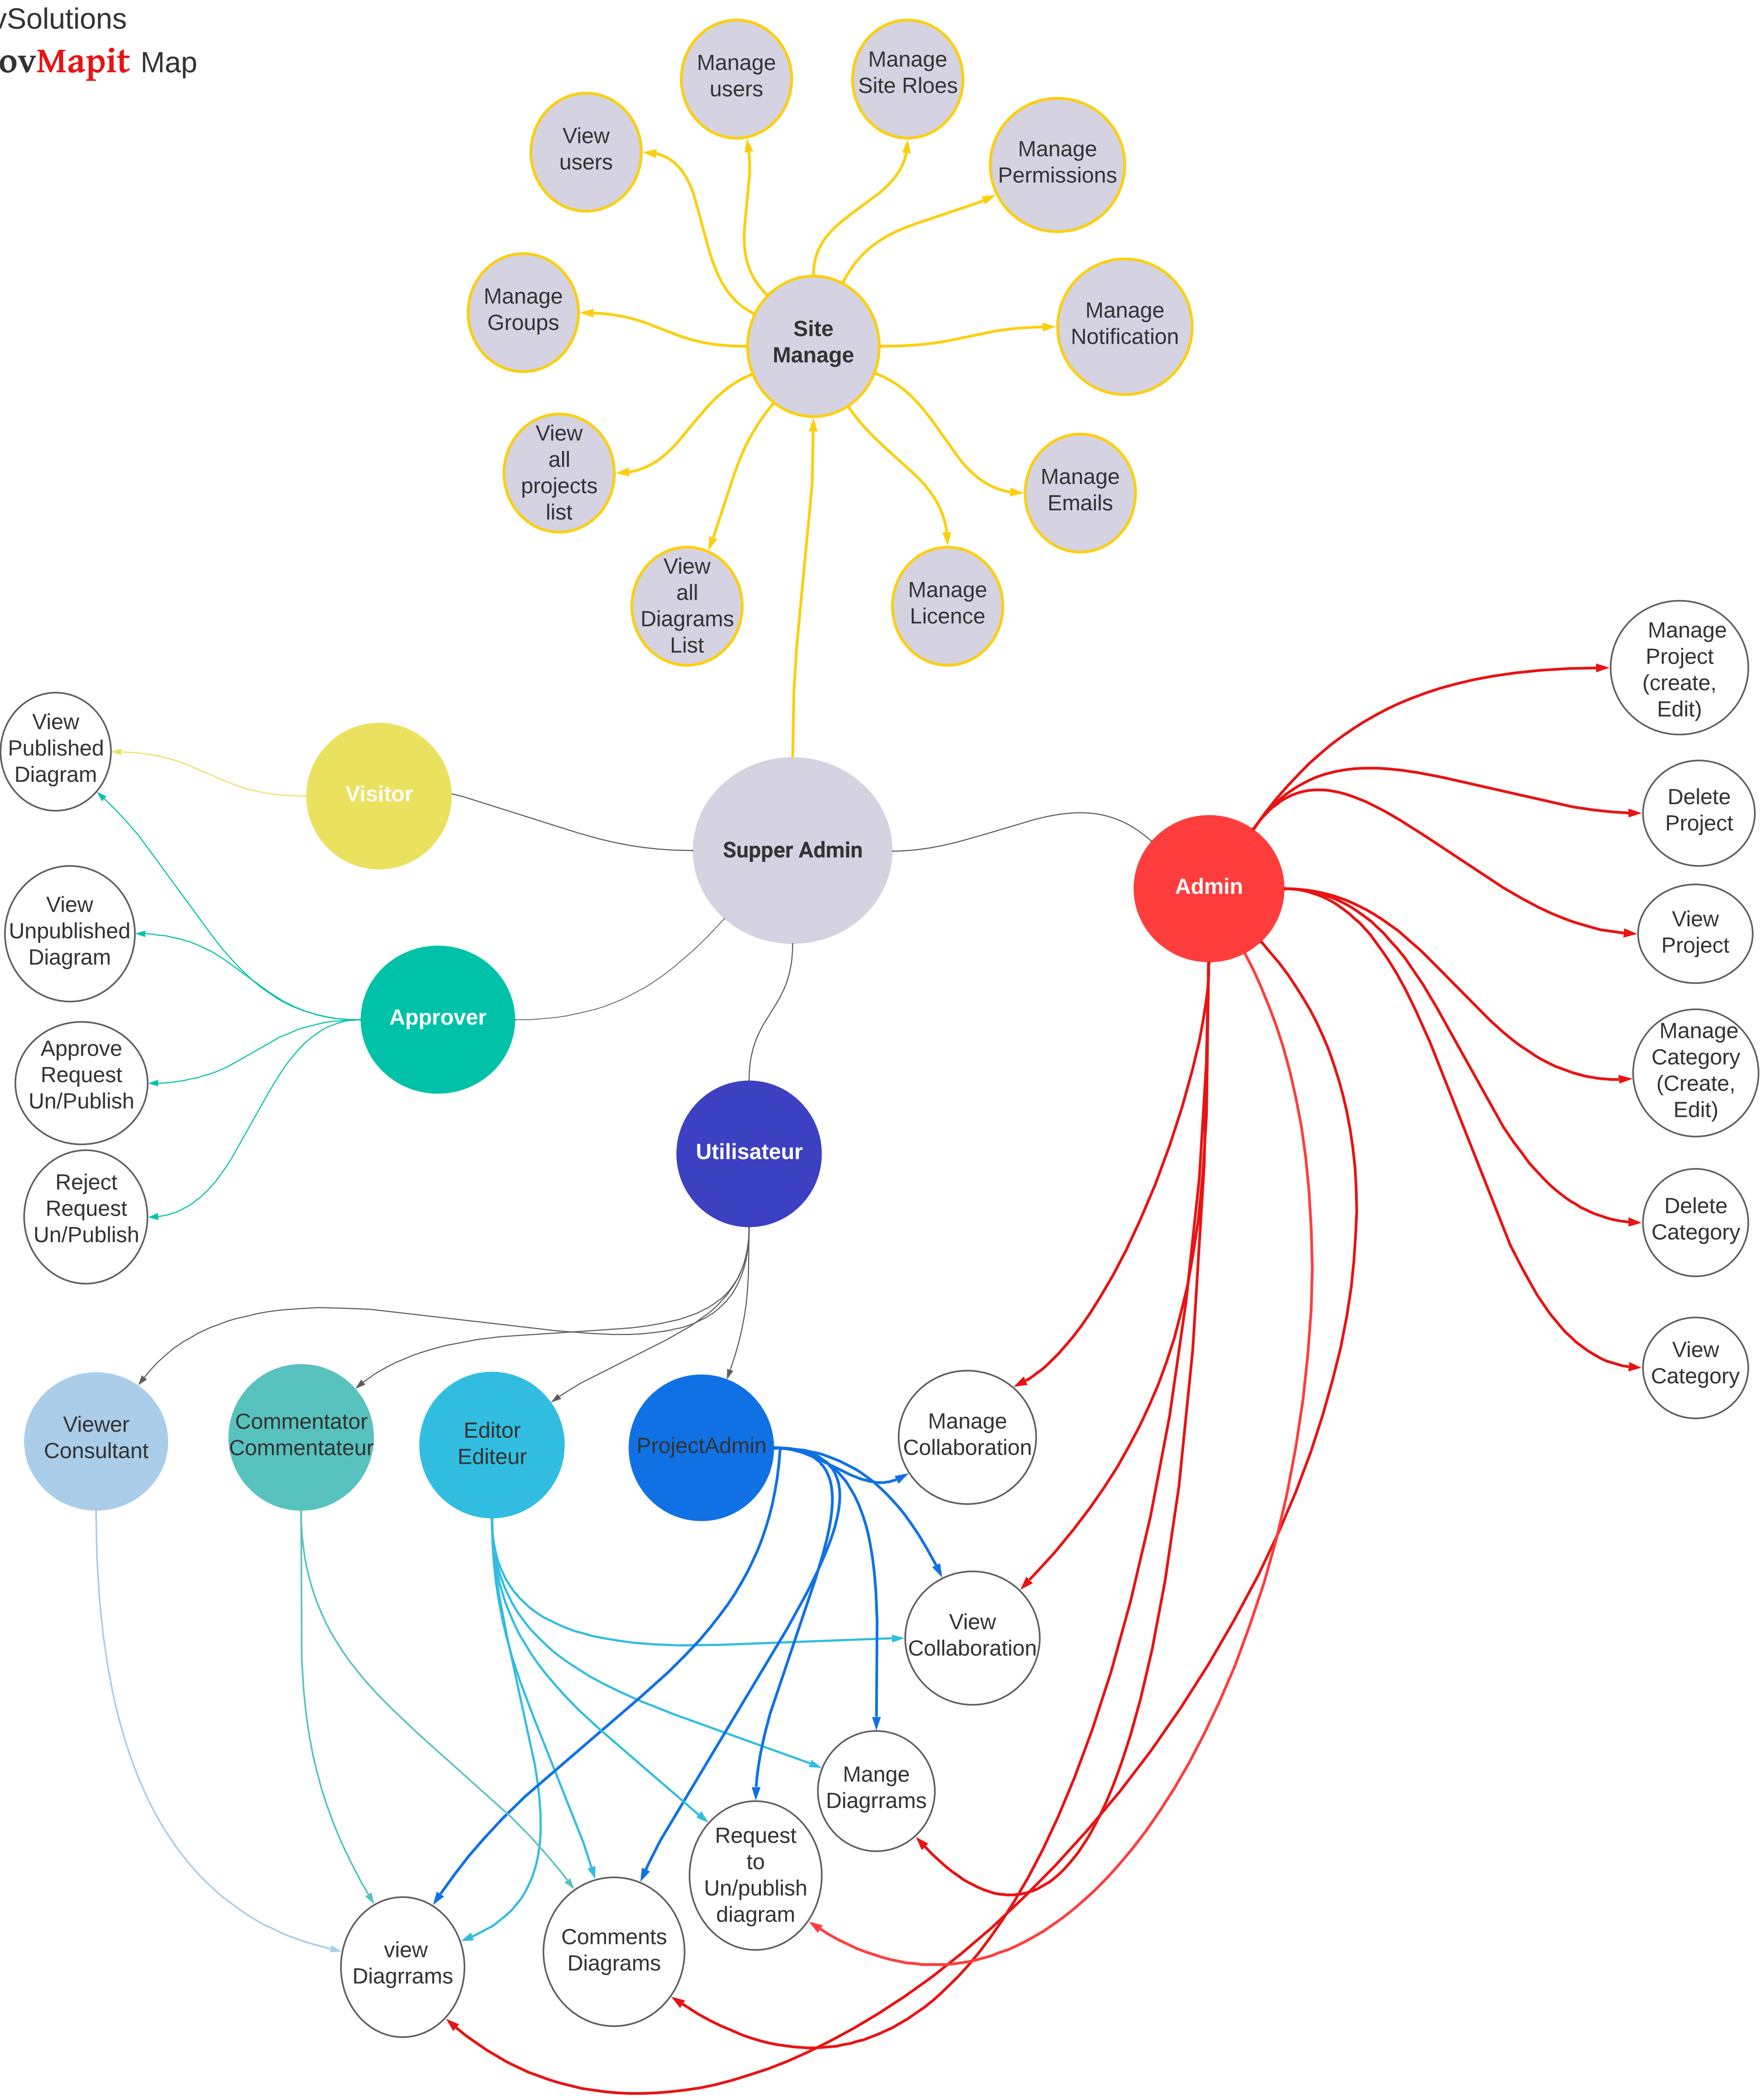 vSolutions
ovMapit Map
Manage
users
Manage
Site Rloes
View
users
Manage
Permissions
Manage
Groups
Site
Manage
Manage
Notification
View
all
projects
list
Manage
Emails
View
all
Diagrams
List
Manage
Licence
Manage
Project
(create,
Edit)
View
Published
Diagram
Visitor
Supper Admin
Admin
Delete
Project
View
Unpublished
Diagram
View
Project
Approver
Approve
Request
Un/Publish
Manage
Category
(Create,
Edit)
Utilisateur
Reject
Request
Un/Publish
Delete
Category
View
Category
Viewer
Consultant
Commentator
Commentateur
Editor
Editeur
ProjectAdmin
Manage
Collaboration
View
Collaboration
Mange
Diagrrams
Request
to
Un/publish
diagram
view
Diagrrams
Comments
Diagrams